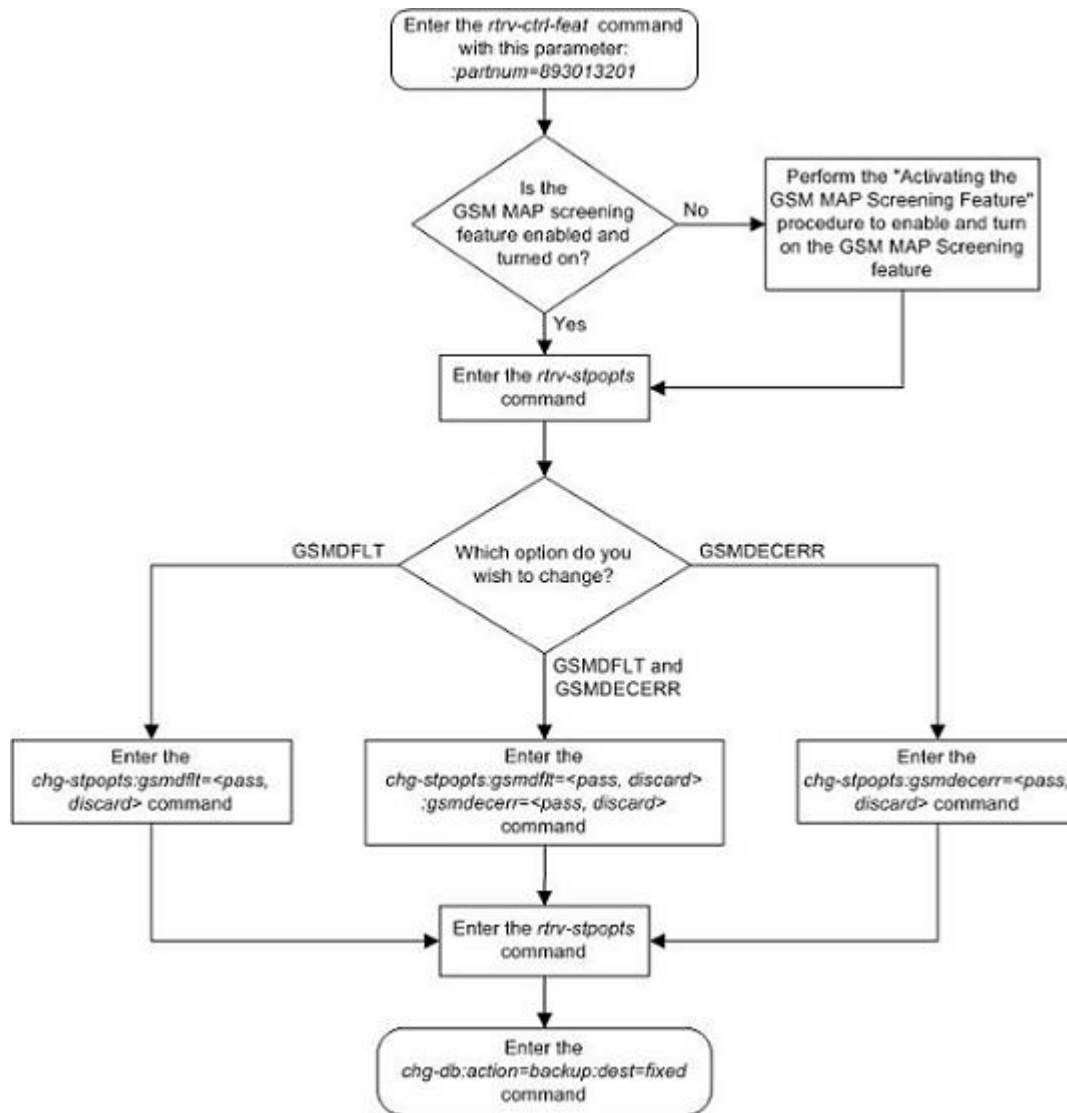 Enter the rtrv-ctrl-feat command
with this parameter:
:partnum=893013201
Is the
GSM MAP screening
feature enabled and
turned on?
No
Perform the "Activating the
GSM MAP Screening Feature"
procedure to enable and turn
on the GSM MAP Screening
feature
Yes
Enter the rtrv-stpopts
command
Which option do you
wish to change?
GSMDFLT
GSMDECERR
GSMDFLT and
GSMDECERR
Enter the
chg-stpopts:gsmdflt=<pass,
discard> command
Enter the
chg-stpopts:gsmdflt=<pass, discard>
:gsmdecerr=<pass, discard>
command
Enter the
chg-stpopts:gsmdecerr=<pass,
discard> command
Enter the rtrv-stpopts
command
Enter the
chg-db:action=backup:dest=fixed
command